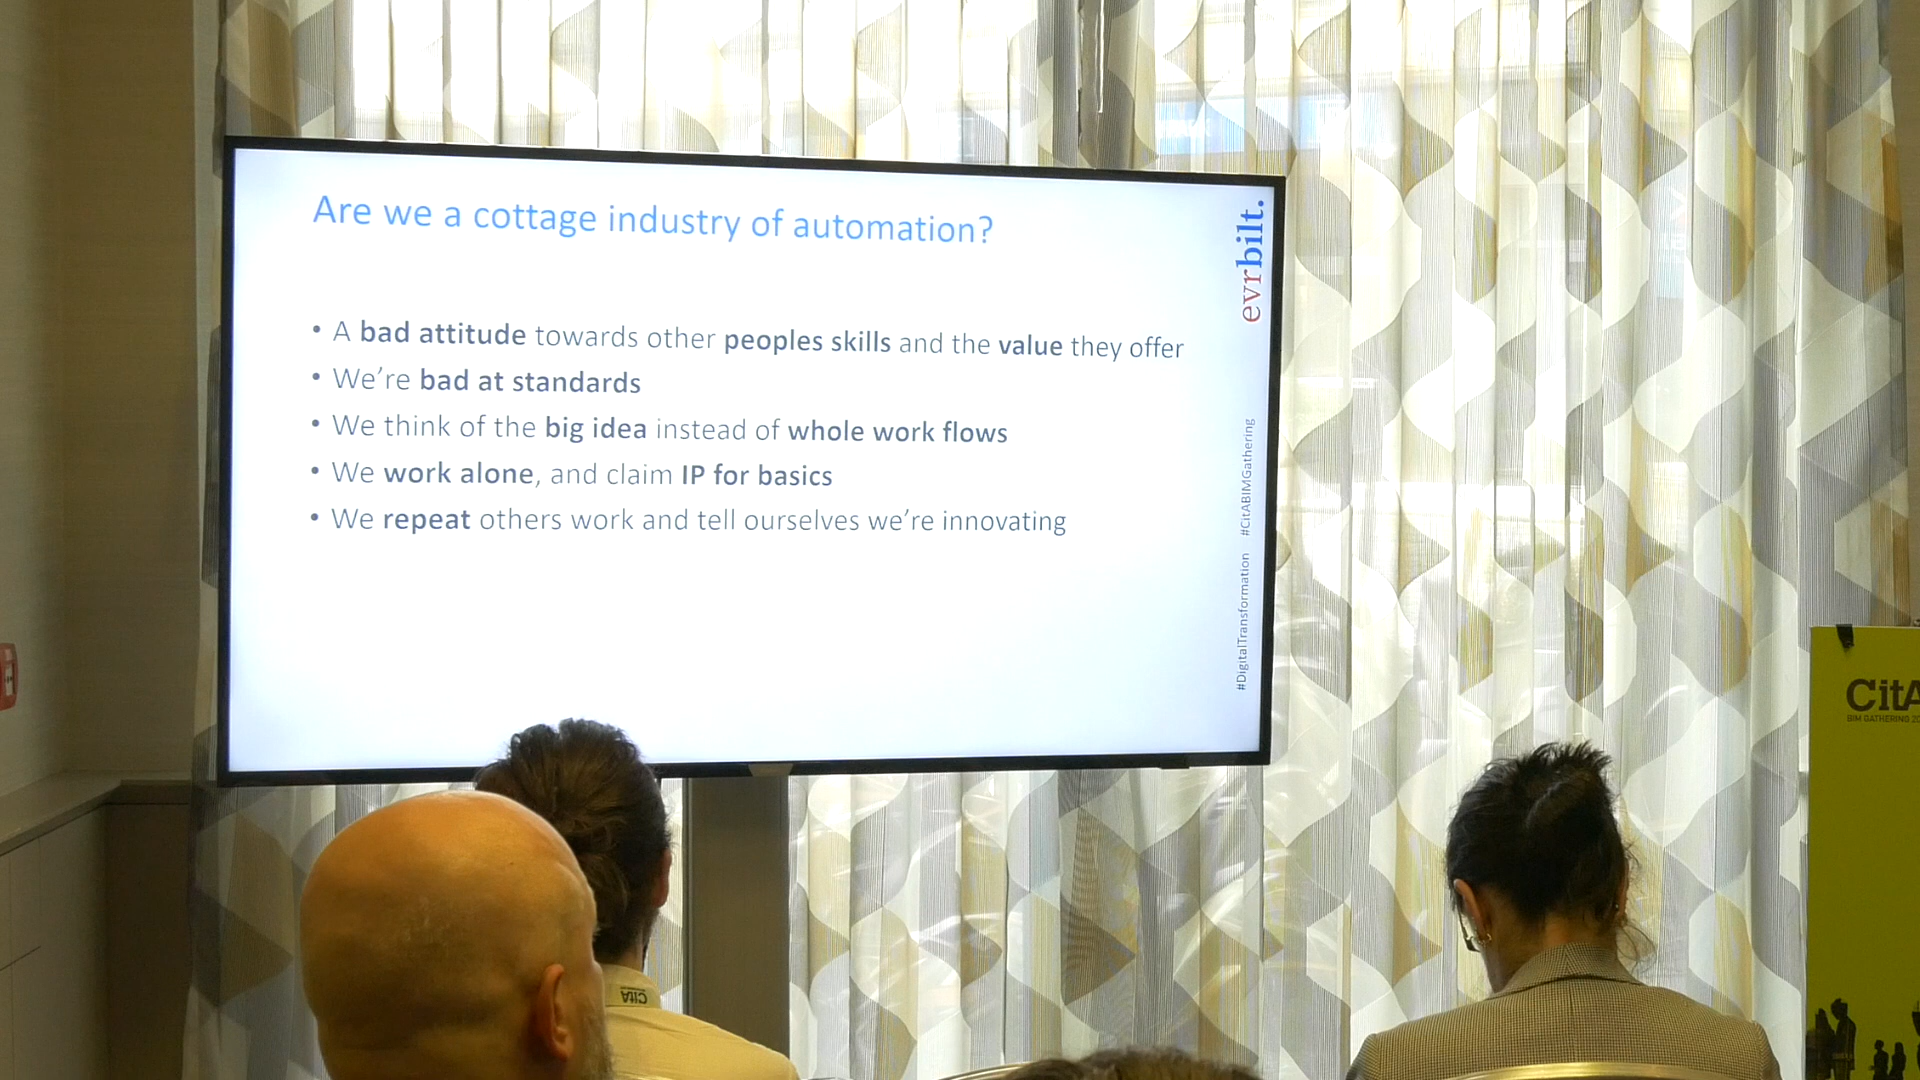 Are we a cottage industry of automation?
• A bad attitude towards other peoples skills and the value they offer
• We're bad at standards
• We think of the big idea instead of whole work flows
• We work alone, and claim IP for basics
• We repeat others work and tell ourselves we're innovating
evrbilt.
#DigitalTransformation #CitABIMGathering
CitA
BIM GATHERING 20
CitA